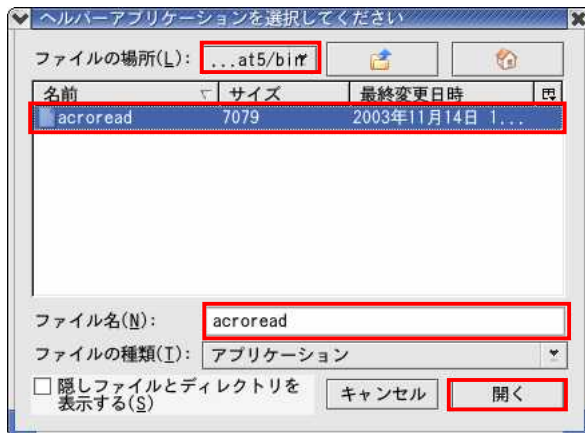 ヘルパーアプリケーションを選択してください
ファイルの場所(L): ...at5/bin
名前 サイズ 最終変更日時
acroread 7079 2003年11月14日 1...
ファイル名(N): acroread
ファイルの種類(T): アプリケーション
隠しファイルとディレクトリを
表示する(S)
キャンセル 開く